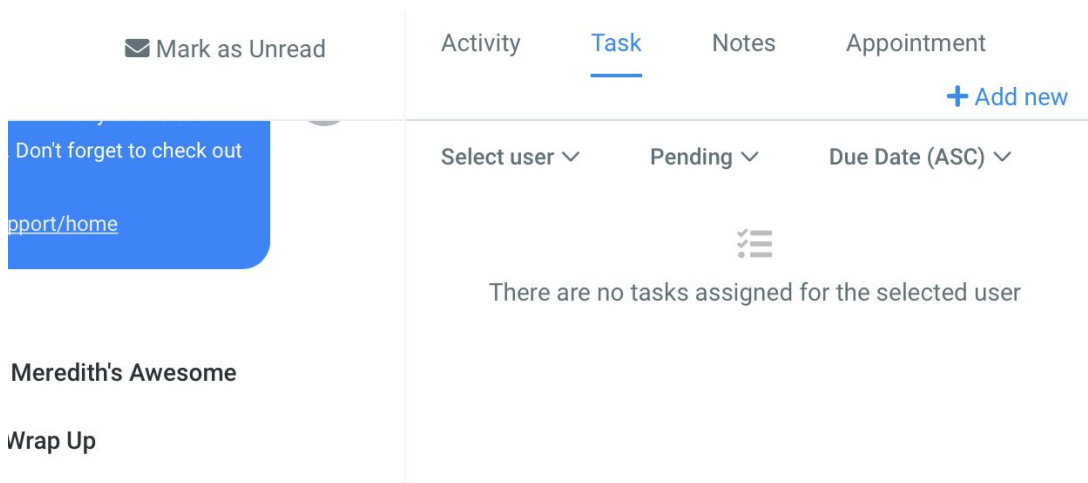 Mark as Unread
Activity Task Notes Appointment
Add new
. Don't forget to check out
pport/home
Select user Pending Due Date (ASC)
There are no tasks assigned for the selected user
Meredith's Awesome
Wrap Up